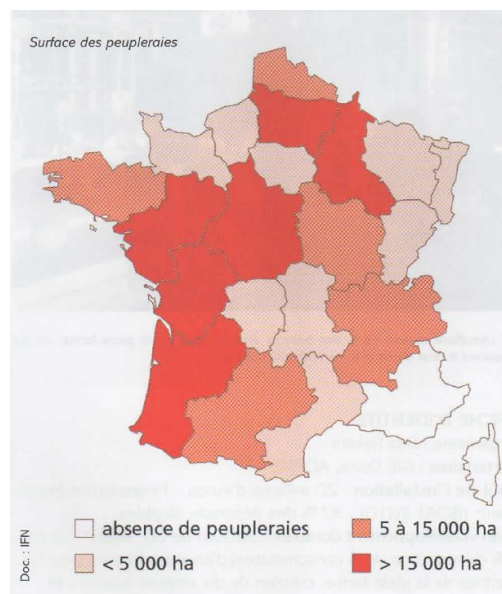 Surface des peupleraies
absence de peupleraies
< 5 000 ha
5 à 15 000 ha
> 15 000 ha
Doc. : IFN